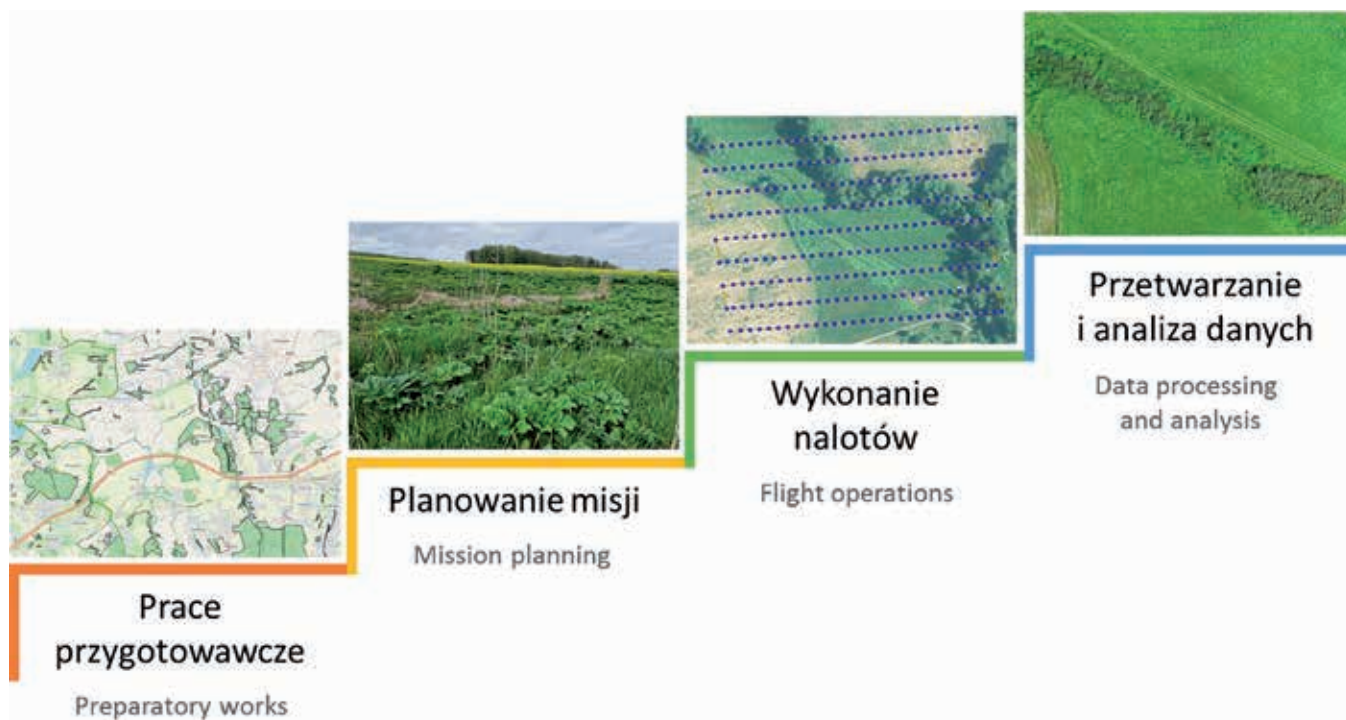 Prace
przygotowawcze
Preparatory works
Planowanie misji
Mission planning
Wykonanie
nalotów
Flight operations
Przetwarzanie
i analiza danych
Data processing
and analysis